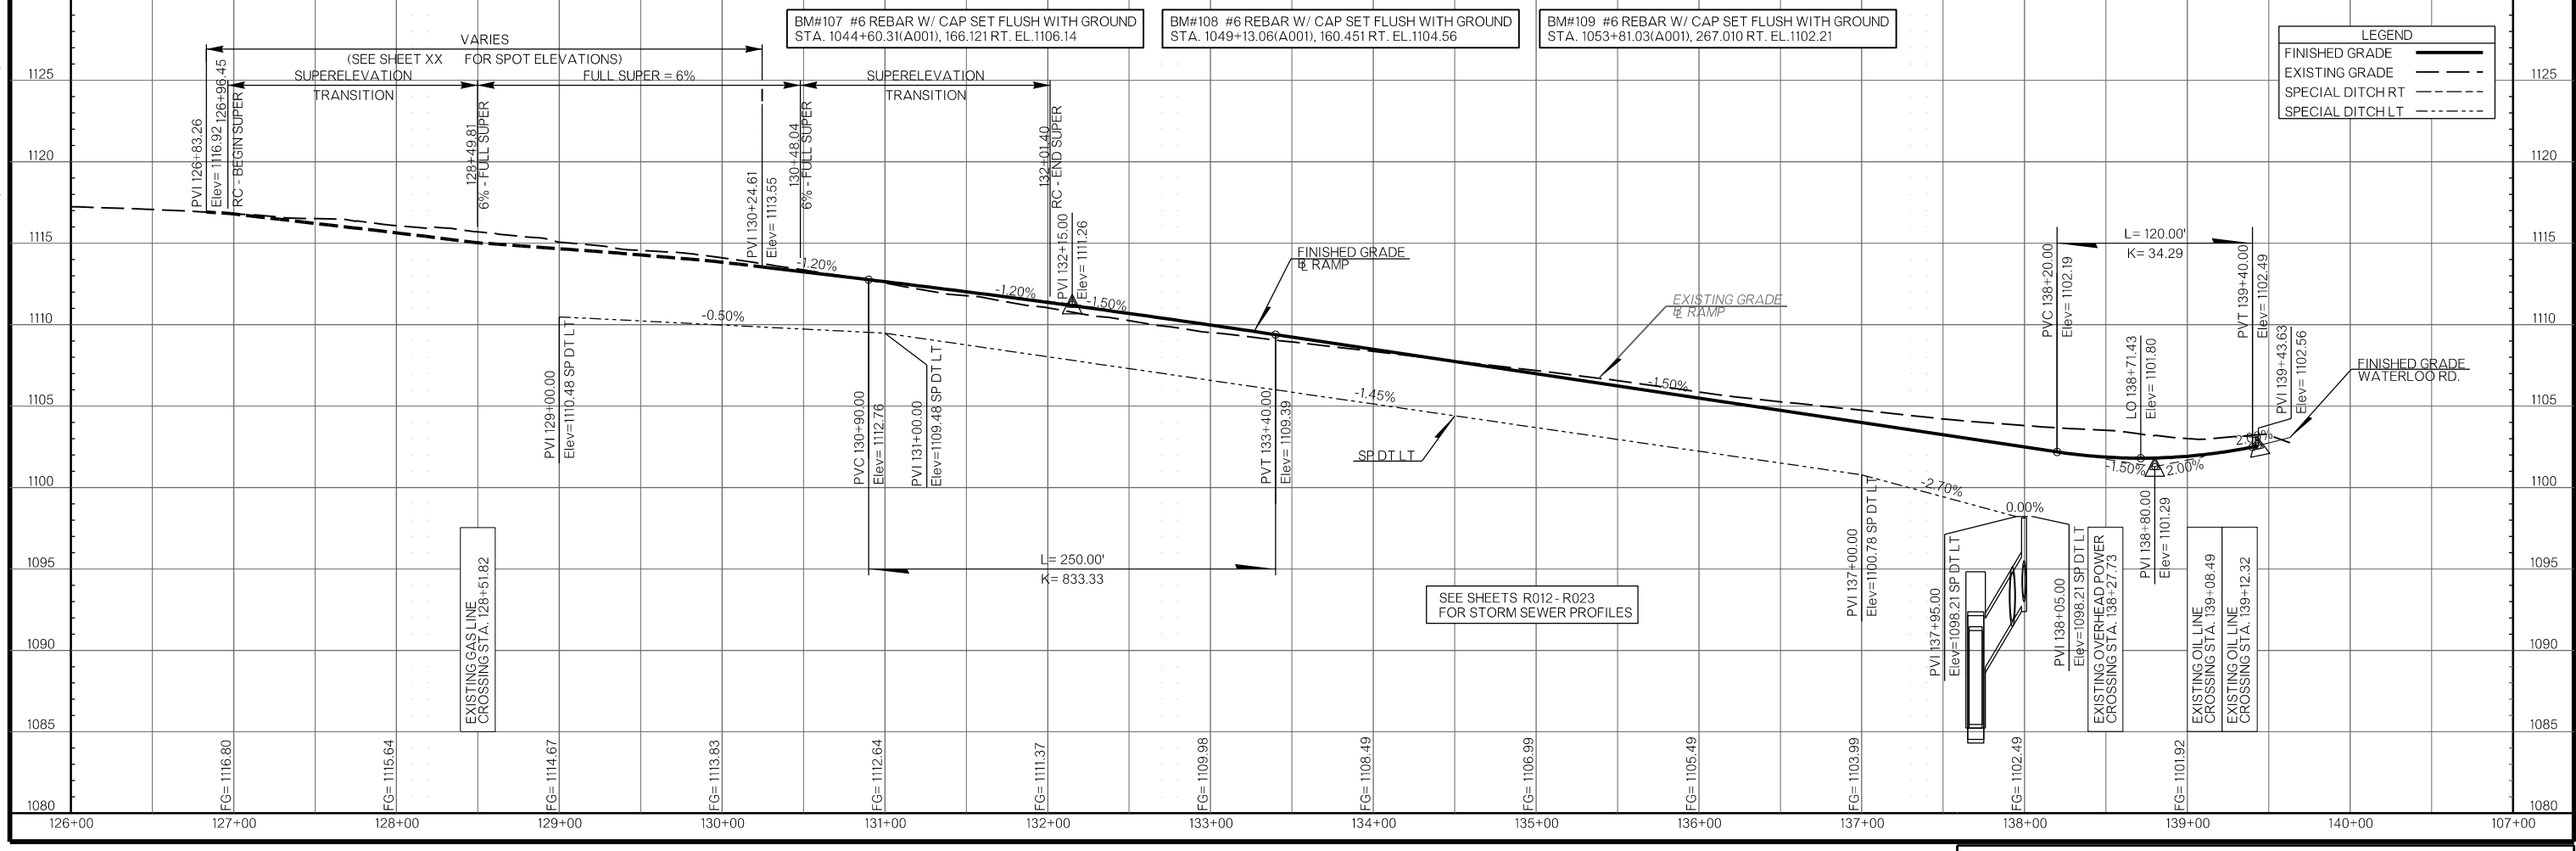 BM#107 #6 REBAR W/ CAP SET FLUSH WITH GROUND
STA. 1044+60.31(A001), 166.121 RT. EL.1106.14
BM#108 #6 REBAR W/ CAP SET FLUSH WITH GROUND
STA. 1049+13.06(A001), 160.451 RT. EL.1104.56
BM#109 #6 REBAR W/ CAP SET FLUSH WITH GROUND
STA. 1053+81.03(A001), 267.010 RT. EL.1102.21
LEGEND
FINISHED GRADE
EXISTING GRADE
SPECIAL DITCH RT
SPECIAL DITCH LT
VARIES
(SEE SHEET XX FOR SPOT ELEVATIONS)
SUPERELEVATION
TRANSITION
FULL SUPER = 6%
SUPERELEVATION
TRANSITION
1125
1120
1115
1110
1105
1100
1095
1090
1085
1080
PVI 126+83.26
Elev= 1116.92
126+96.45
RC - BEGIN SUPER
128+49.81
6% - FULL SUPER
PVI 130+24.61
Elev= 1113.55
130+48.04
6% - FULL SUPER
132+01.40
RC - END SUPER
PVI 132+15.00
Elev= 1111.26
-1.20%
-1.20%
-1.50%
FINISHED GRADE
BL RAMP
EXISTING GRADE
BL RAMP
-0.50%
PVI 129+00.00
Elev=1110.48 SP DT LT
PVC 130+90.00
Elev= 1112.76
PVI 131+00.00
Elev=1109.48 SP DT LT
PVT 133+40.00
Elev= 1109.39
L= 250.00'
K= 833.33
-1.45%
SP DT LT
-1.50%
PVI 137+00.00
Elev=1100.78 SP DT LT
-2.70%
0.00%
PVI 137+95.00
Elev=1098.21 SP DT LT
PVI 138+05.00
Elev=1098.21 SP DT LT
PVC 138+20.00
Elev= 1102.19
L= 120.00'
K= 34.29
PVT 139+40.00
Elev= 1102.49
LO 138+71.43
Elev= 1101.80
PVI 139+43.63
Elev= 1102.56
FINISHED GRADE
WATERLOO RD.
-1.50%
2.00%
PVI 138+80.00
Elev= 1101.29
EXISTING GAS LINE
CROSSING STA. 128+51.82
SEE SHEETS R012 - R023
FOR STORM SEWER PROFILES
EXISTING OVERHEAD POWER
CROSSING STA. 138+27.73
EXISTING OIL LINE
CROSSING STA. 139+08.49
EXISTING OIL LINE
CROSSING STA. 139+12.32
1125
1120
1115
1110
1105
1100
1095
1090
1085
1080
FG= 1116.80
FG= 1115.64
FG= 1114.67
FG= 1113.83
FG= 1112.64
FG= 1111.37
FG= 1109.98
FG= 1108.49
FG= 1106.99
FG= 1105.49
FG= 1103.99
FG= 1102.49
FG= 1101.92
126+00
127+00
128+00
129+00
130+00
131+00
132+00
133+00
134+00
135+00
136+00
137+00
138+00
139+00
140+00
107+00